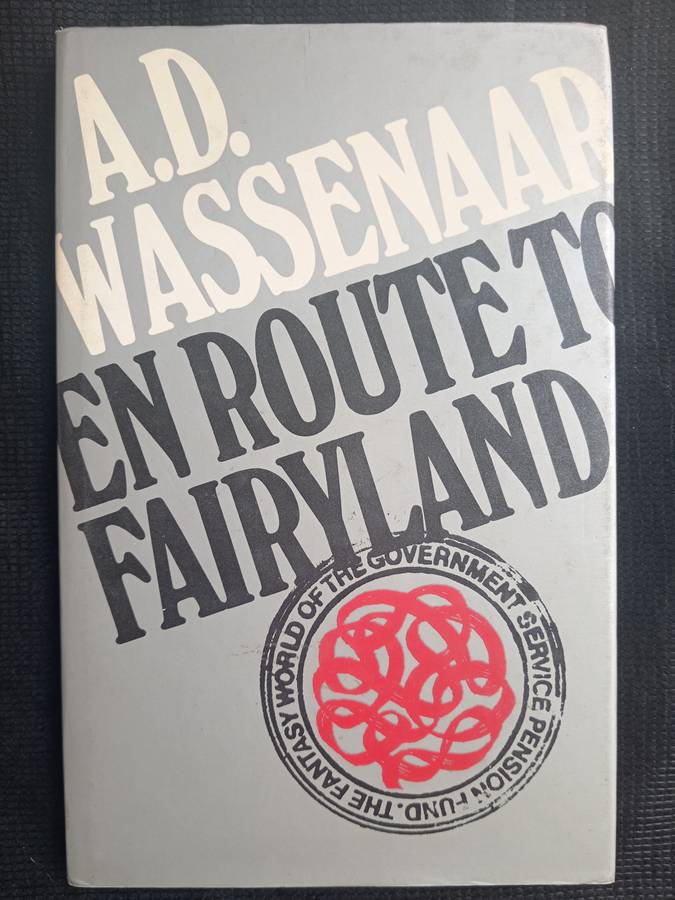 A.D.
WASSENAAR
EN ROUTE TO
FAIRYLAND
THE FANTASY WORLD OF THE GOVERNMENT SERVICE PENSION FUND.